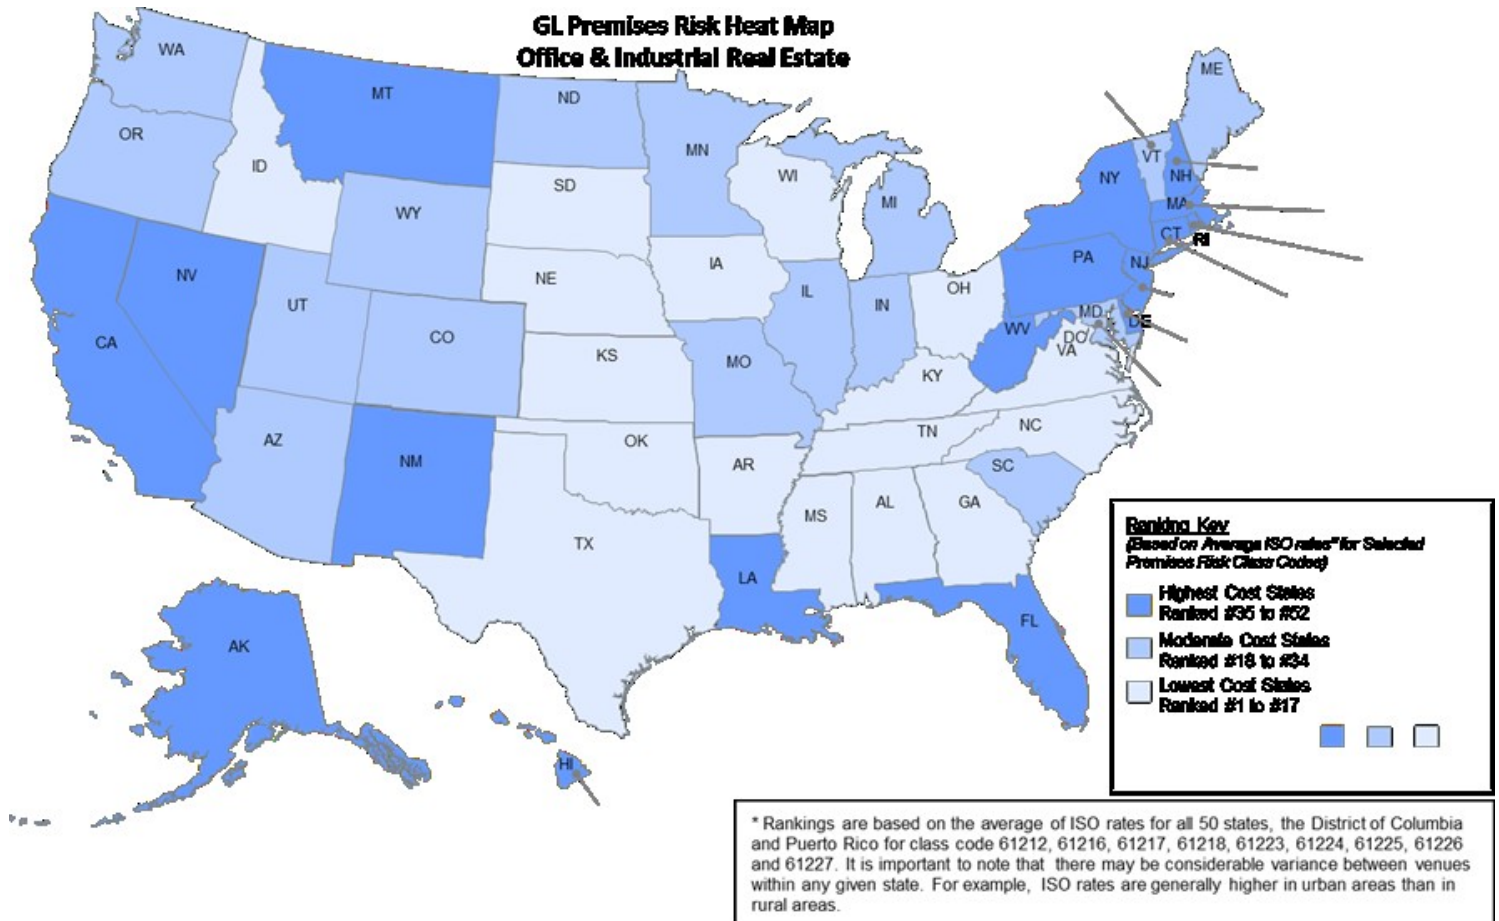 GL Premises Risk Heat Map
Office & Industrial Real Estate
WA
MT
ND
MN
ME
OR
ID
SD
WI
MI
VT
NH
NY
MA
CT
RI
WY
NV
UT
NE
IA
IL
IN
OH
PA
NJ
CA
CO
KS
MO
KY
WV
MD
DE
DC
VA
AZ
NM
OK
AR
TN
NC
SC
TX
MS
AL
GA
LA
FL
AK
HI
Ranking Key
(Based on Average ISO rates* for Selected
Premises Risk Class Codes)
Highest Cost States
Ranked #35 to #52
Moderate Cost States
Ranked #18 to #34
Lowest Cost States
Ranked #1 to #17
* Rankings are based on the average of ISO rates for all 50 states, the District of Columbia
and Puerto Rico for class code 61212, 61216, 61217, 61218, 61223, 61224, 61225, 61226
and 61227. It is important to note that there may be considerable variance between venues
within any given state. For example, ISO rates are generally higher in urban areas than in
rural areas.